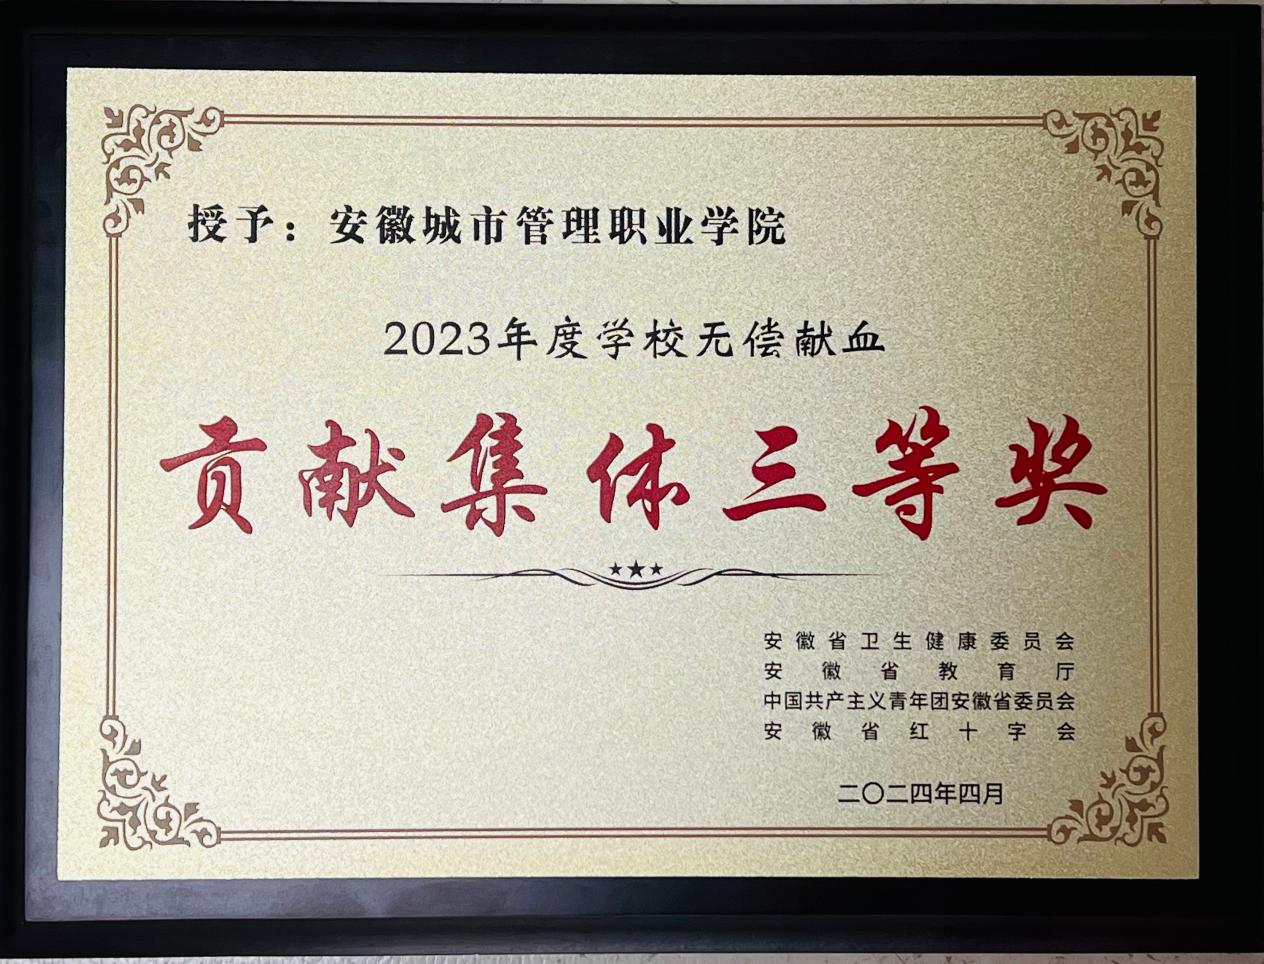 授予：安徽城市管理职业学院
2023年度学校无偿献血
贡献集体三等奖
安徽省卫生健康委员会
安徽省教育厅
中国共产主义青年团安徽省委员会
安徽省红十字会
二〇二四年四月